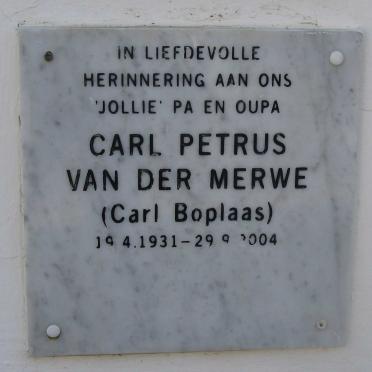 IN LIEFDEVOLLE
HERINNERING AAN ONS
'JOLLIE' PA EN OUPA
CARL PETRUS
VAN DER MERWE
(Carl Boplaas)
19.4.1931-29.9.2004